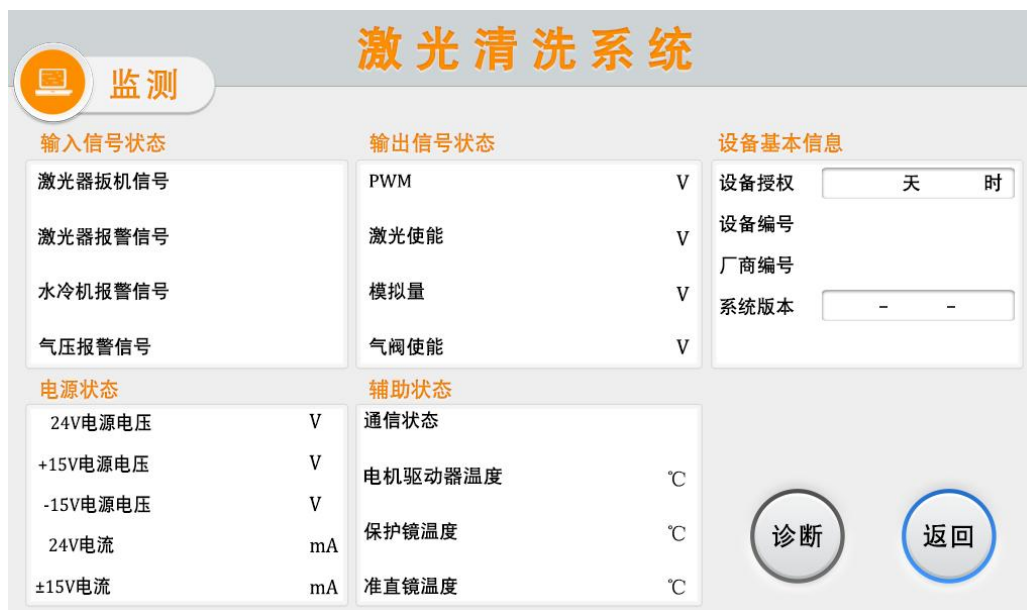 激光清洗系统
监测
输入信号状态
激光器扳机信号
激光器报警信号
水冷机报警信号
气压报警信号
输出信号状态
PWM V
激光使能 V
模拟量 V
气阀使能 V
设备基本信息
设备授权 天 时
设备编号
厂商编号
系统版本 - -
电源状态
24V电源电压 V
+15V电源电压 V
-15V电源电压 V
24V电流 mA
±15V电流 mA
辅助状态
通信状态
电机驱动器温度 ℃
保护镜温度 ℃
准直镜温度 ℃
诊断
返回